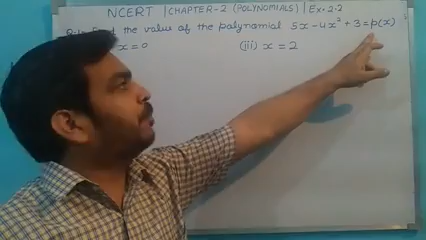 NCERT | CHAPTER-2 (POLYNOMIALS) | Ex-2.2
Find the value of the polynomial 5x - 4x² + 3 = p(x)
x = 0 (iii) x = 2